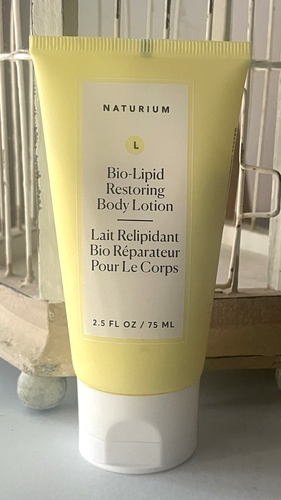 NATURIUM
L
Bio-Lipid
Restoring
Body Lotion
Lait Relipidant
Bio Réparateur
Pour Le Corps
2.5 FL OZ / 75 ML